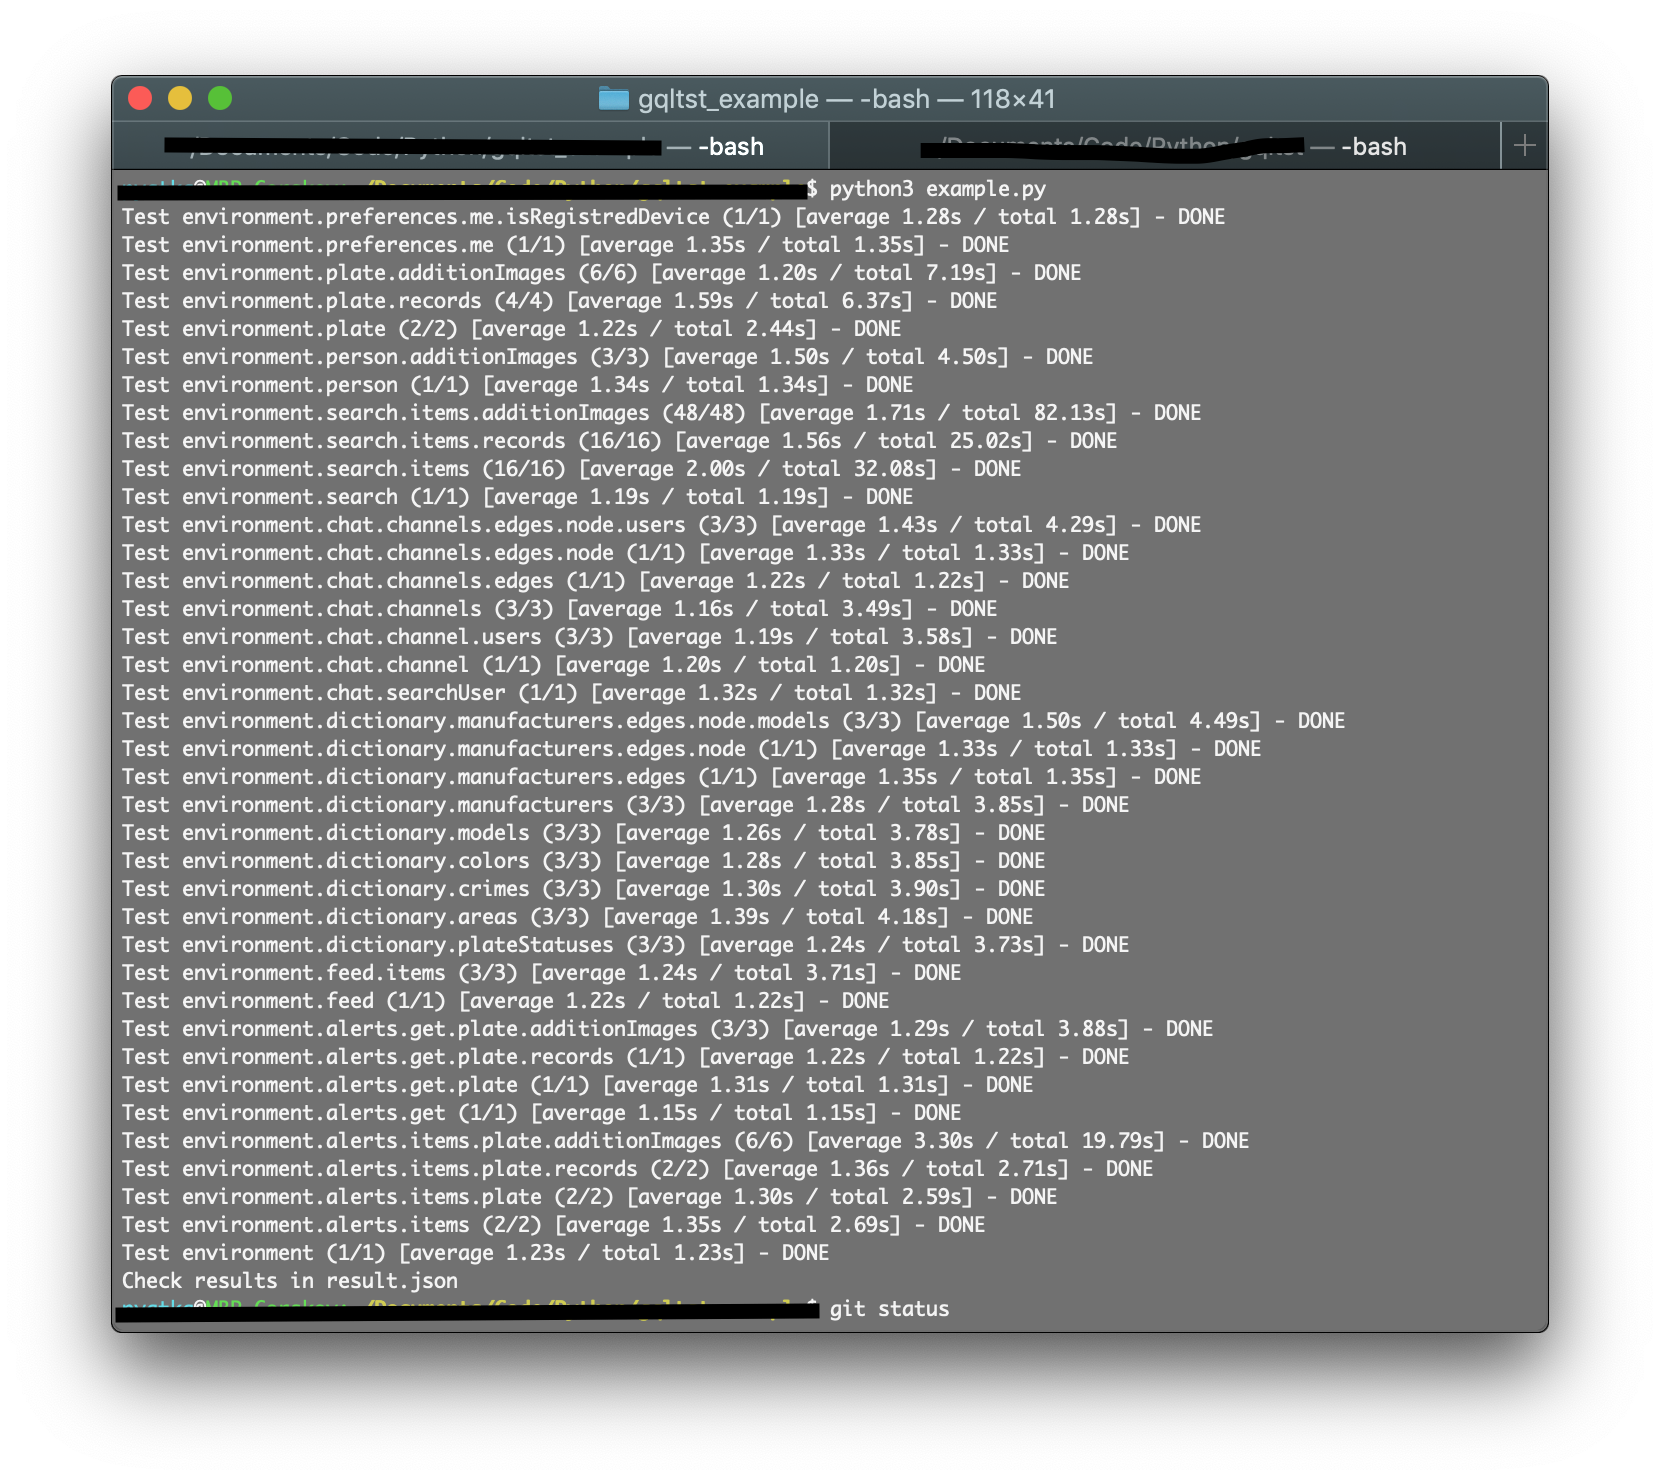 gqltst_example — -bash — 118×41
— -bash
— -bash
$ python3 example.py
Test environment.preferences.me.isRegistredDevice (1/1) [average 1.28s / total 1.28s] - DONE
Test environment.preferences.me (1/1) [average 1.35s / total 1.35s] - DONE
Test environment.plate.additionImages (6/6) [average 1.20s / total 7.19s] - DONE
Test environment.plate.records (4/4) [average 1.59s / total 6.37s] - DONE
Test environment.plate (2/2) [average 1.22s / total 2.44s] - DONE
Test environment.person.additionImages (3/3) [average 1.50s / total 4.50s] - DONE
Test environment.person (1/1) [average 1.34s / total 1.34s] - DONE
Test environment.search.items.additionImages (48/48) [average 1.71s / total 82.13s] - DONE
Test environment.search.items.records (16/16) [average 1.56s / total 25.02s] - DONE
Test environment.search.items (16/16) [average 2.00s / total 32.08s] - DONE
Test environment.search (1/1) [average 1.19s / total 1.19s] - DONE
Test environment.chat.channels.edges.node.users (3/3) [average 1.43s / total 4.29s] - DONE
Test environment.chat.channels.edges.node (1/1) [average 1.33s / total 1.33s] - DONE
Test environment.chat.channels.edges (1/1) [average 1.22s / total 1.22s] - DONE
Test environment.chat.channels (3/3) [average 1.16s / total 3.49s] - DONE
Test environment.chat.channel.users (3/3) [average 1.19s / total 3.58s] - DONE
Test environment.chat.channel (1/1) [average 1.20s / total 1.20s] - DONE
Test environment.chat.searchUser (1/1) [average 1.32s / total 1.32s] - DONE
Test environment.dictionary.manufacturers.edges.node.models (3/3) [average 1.50s / total 4.49s] - DONE
Test environment.dictionary.manufacturers.edges.node (1/1) [average 1.33s / total 1.33s] - DONE
Test environment.dictionary.manufacturers.edges (1/1) [average 1.35s / total 1.35s] - DONE
Test environment.dictionary.manufacturers (3/3) [average 1.28s / total 3.85s] - DONE
Test environment.dictionary.models (3/3) [average 1.26s / total 3.78s] - DONE
Test environment.dictionary.colors (3/3) [average 1.28s / total 3.85s] - DONE
Test environment.dictionary.crimes (3/3) [average 1.30s / total 3.90s] - DONE
Test environment.dictionary.areas (3/3) [average 1.39s / total 4.18s] - DONE
Test environment.dictionary.plateStatuses (3/3) [average 1.24s / total 3.73s] - DONE
Test environment.feed.items (3/3) [average 1.24s / total 3.71s] - DONE
Test environment.feed (1/1) [average 1.22s / total 1.22s] - DONE
Test environment.alerts.get.plate.additionImages (3/3) [average 1.29s / total 3.88s] - DONE
Test environment.alerts.get.plate.records (1/1) [average 1.22s / total 1.22s] - DONE
Test environment.alerts.get.plate (1/1) [average 1.31s / total 1.31s] - DONE
Test environment.alerts.get (1/1) [average 1.15s / total 1.15s] - DONE
Test environment.alerts.items.plate.additionImages (6/6) [average 3.30s / total 19.79s] - DONE
Test environment.alerts.items.plate.records (2/2) [average 1.36s / total 2.71s] - DONE
Test environment.alerts.items.plate (2/2) [average 1.30s / total 2.59s] - DONE
Test environment.alerts.items (2/2) [average 1.35s / total 2.69s] - DONE
Test environment (1/1) [average 1.23s / total 1.23s] - DONE
Check results in result.json
$ git status